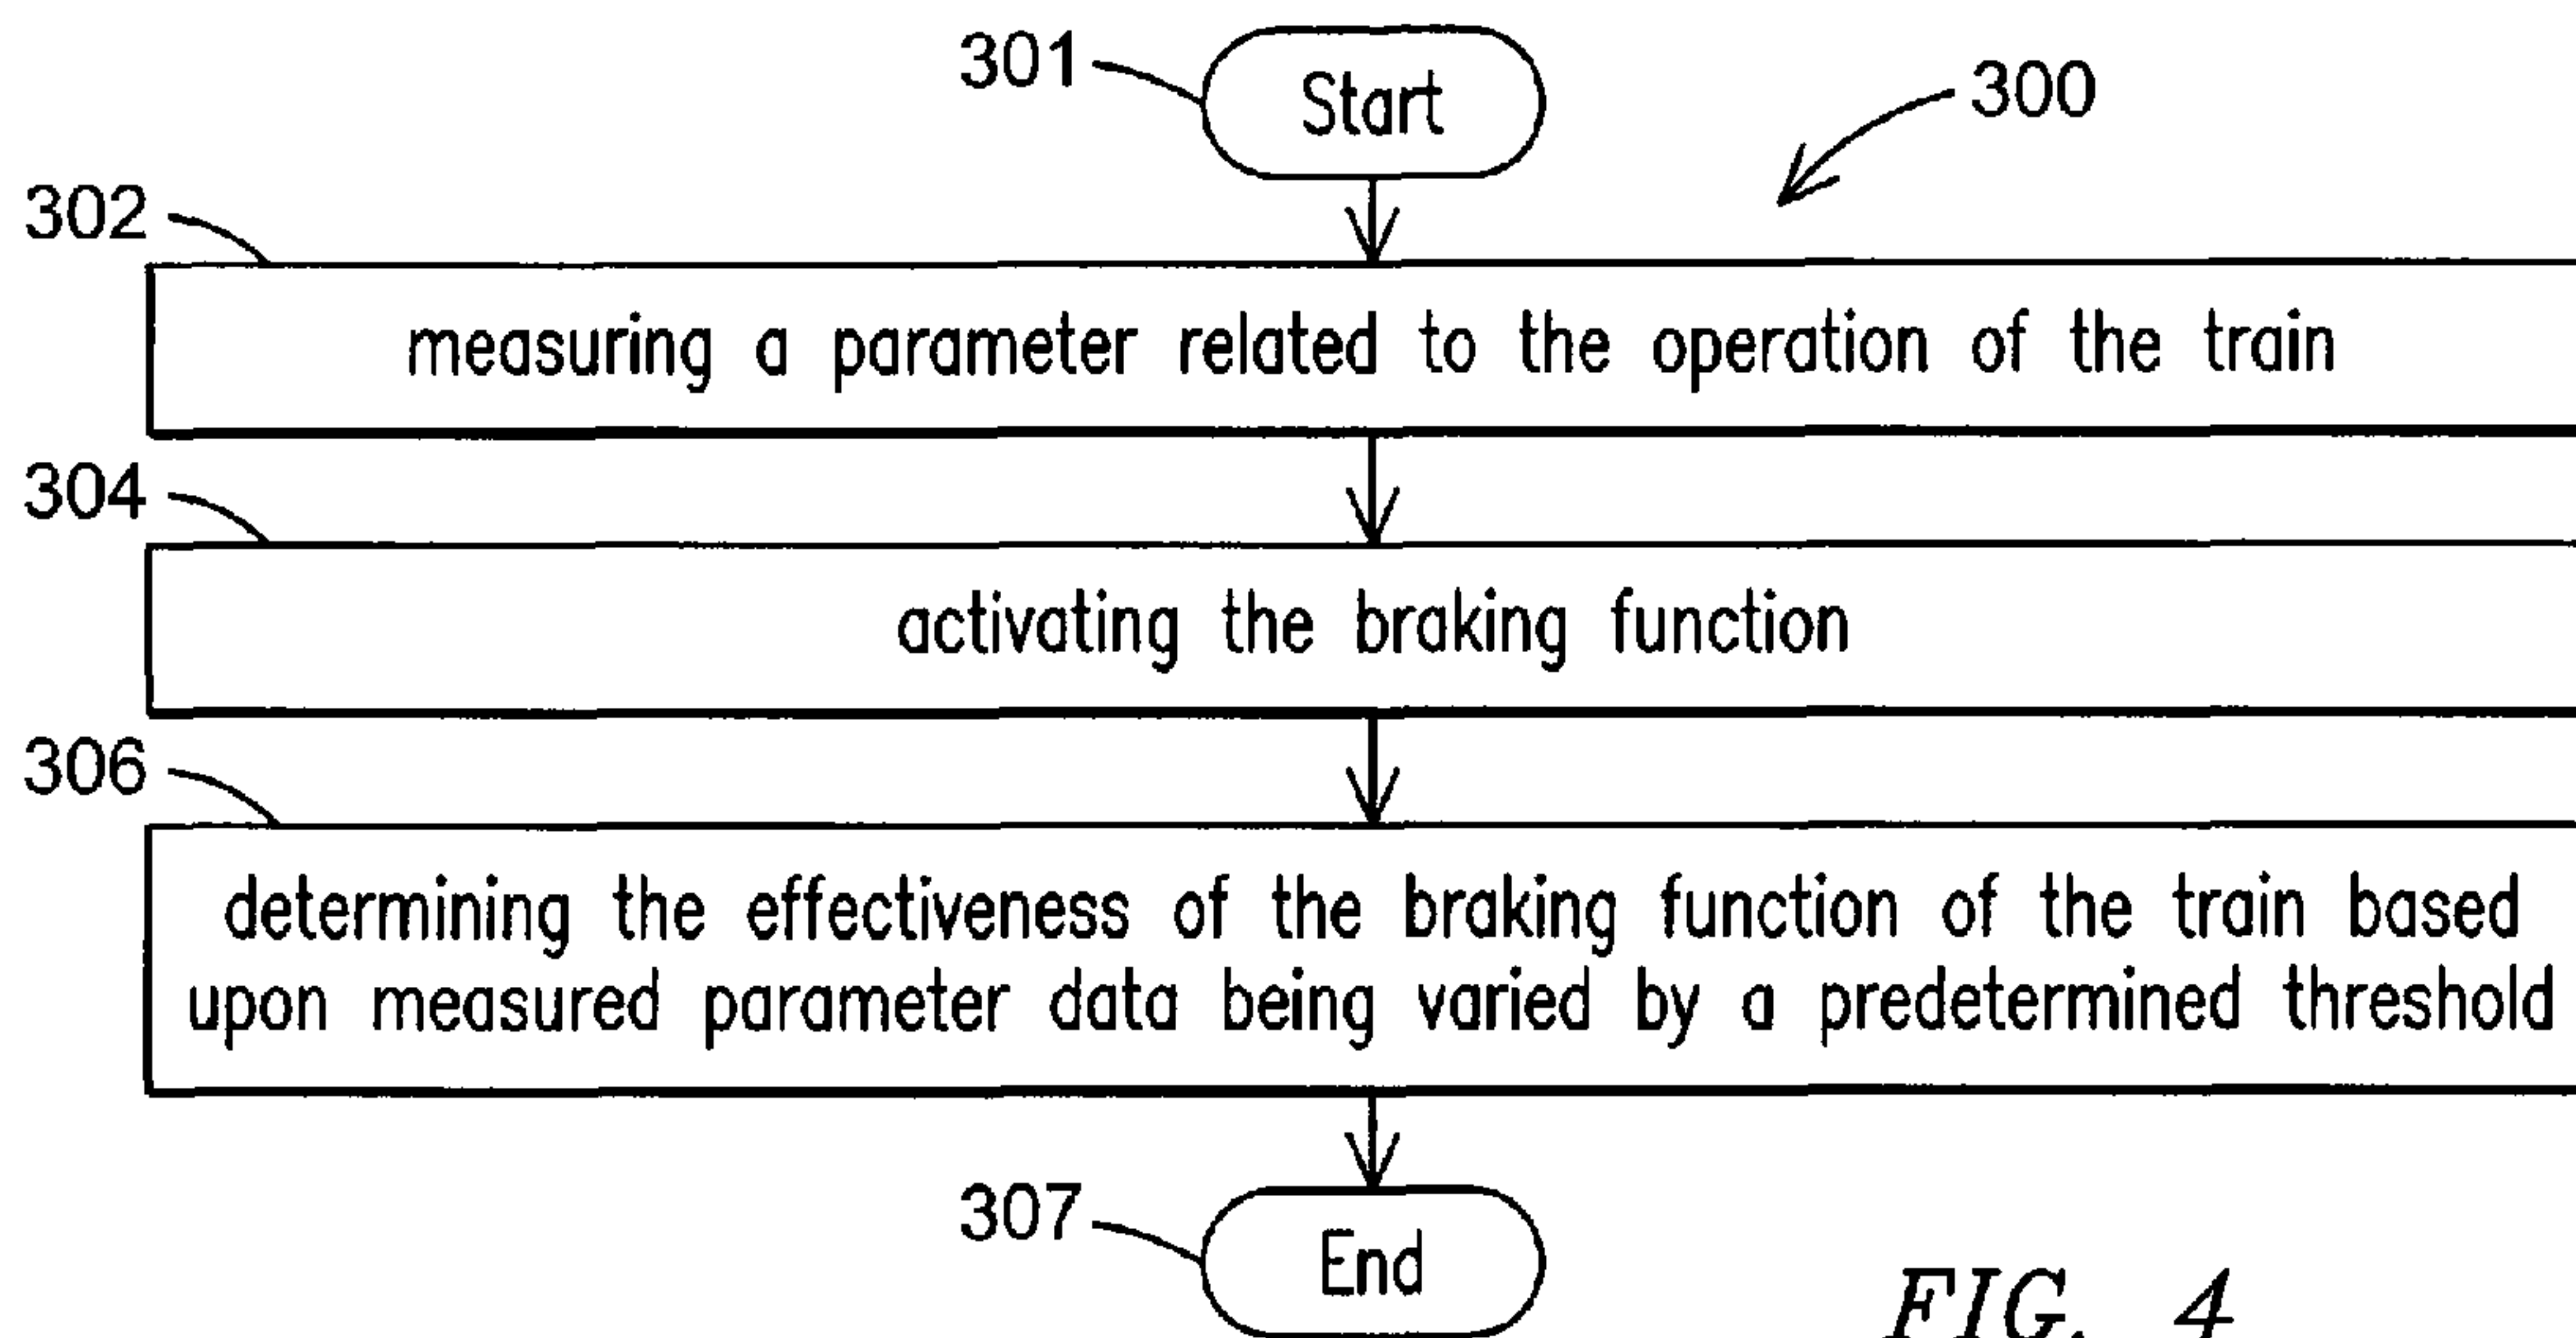 301
Start
300
302
measuring a parameter related to the operation of the train
304
activating the braking function
306
determining the effectiveness of the braking function of the train based
upon measured parameter data being varied by a predetermined threshold
307
End
FIG. 4